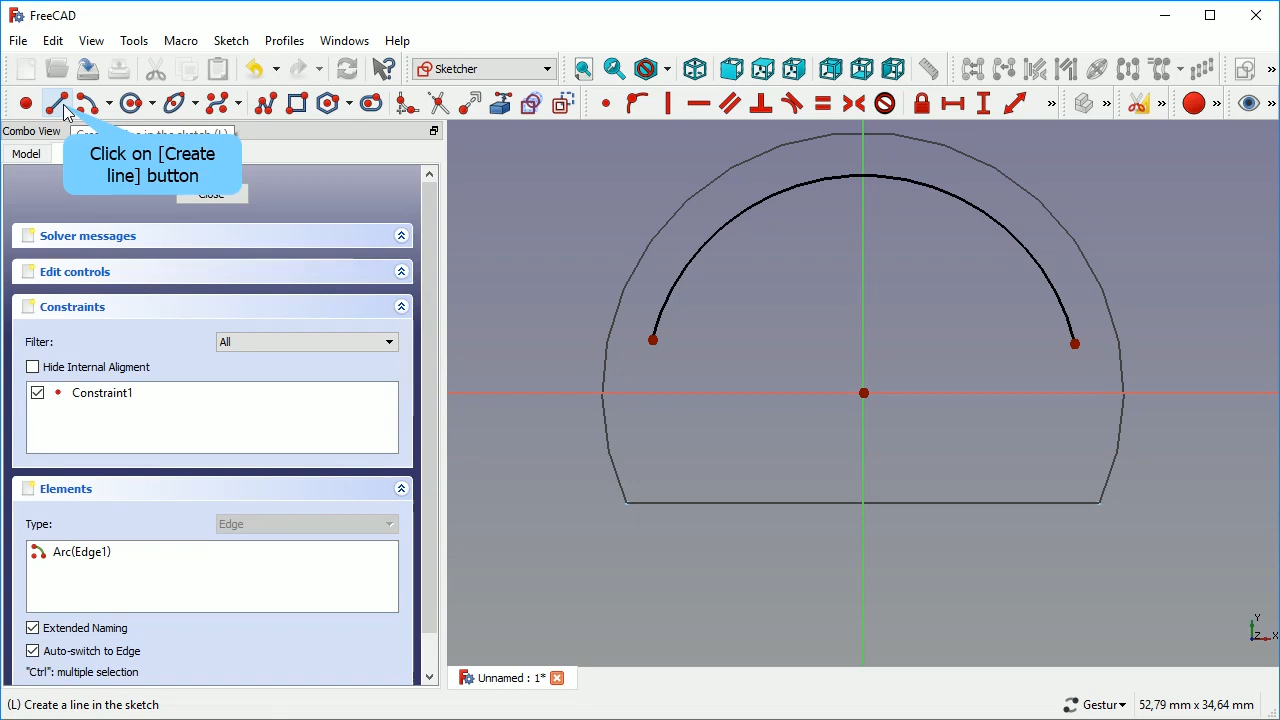 FreeCAD
File Edit View Tools Macro Sketch Profiles Windows Help
Sketcher
»
» » » »
Combo View
Model
Click on [Create
line] button
Close
Solver messages
Edit controls
Constraints
Filter: All
Hide Internal Aligment
Constraint1
Elements
Type: Edge
Arc(Edge1)
Extended Naming
Auto-switch to Edge
"Ctrl": multiple selection
Y
Z X
Unnamed : 1*
(L) Create a line in the sketch
Gestur
52,79 mm x 34,64 mm